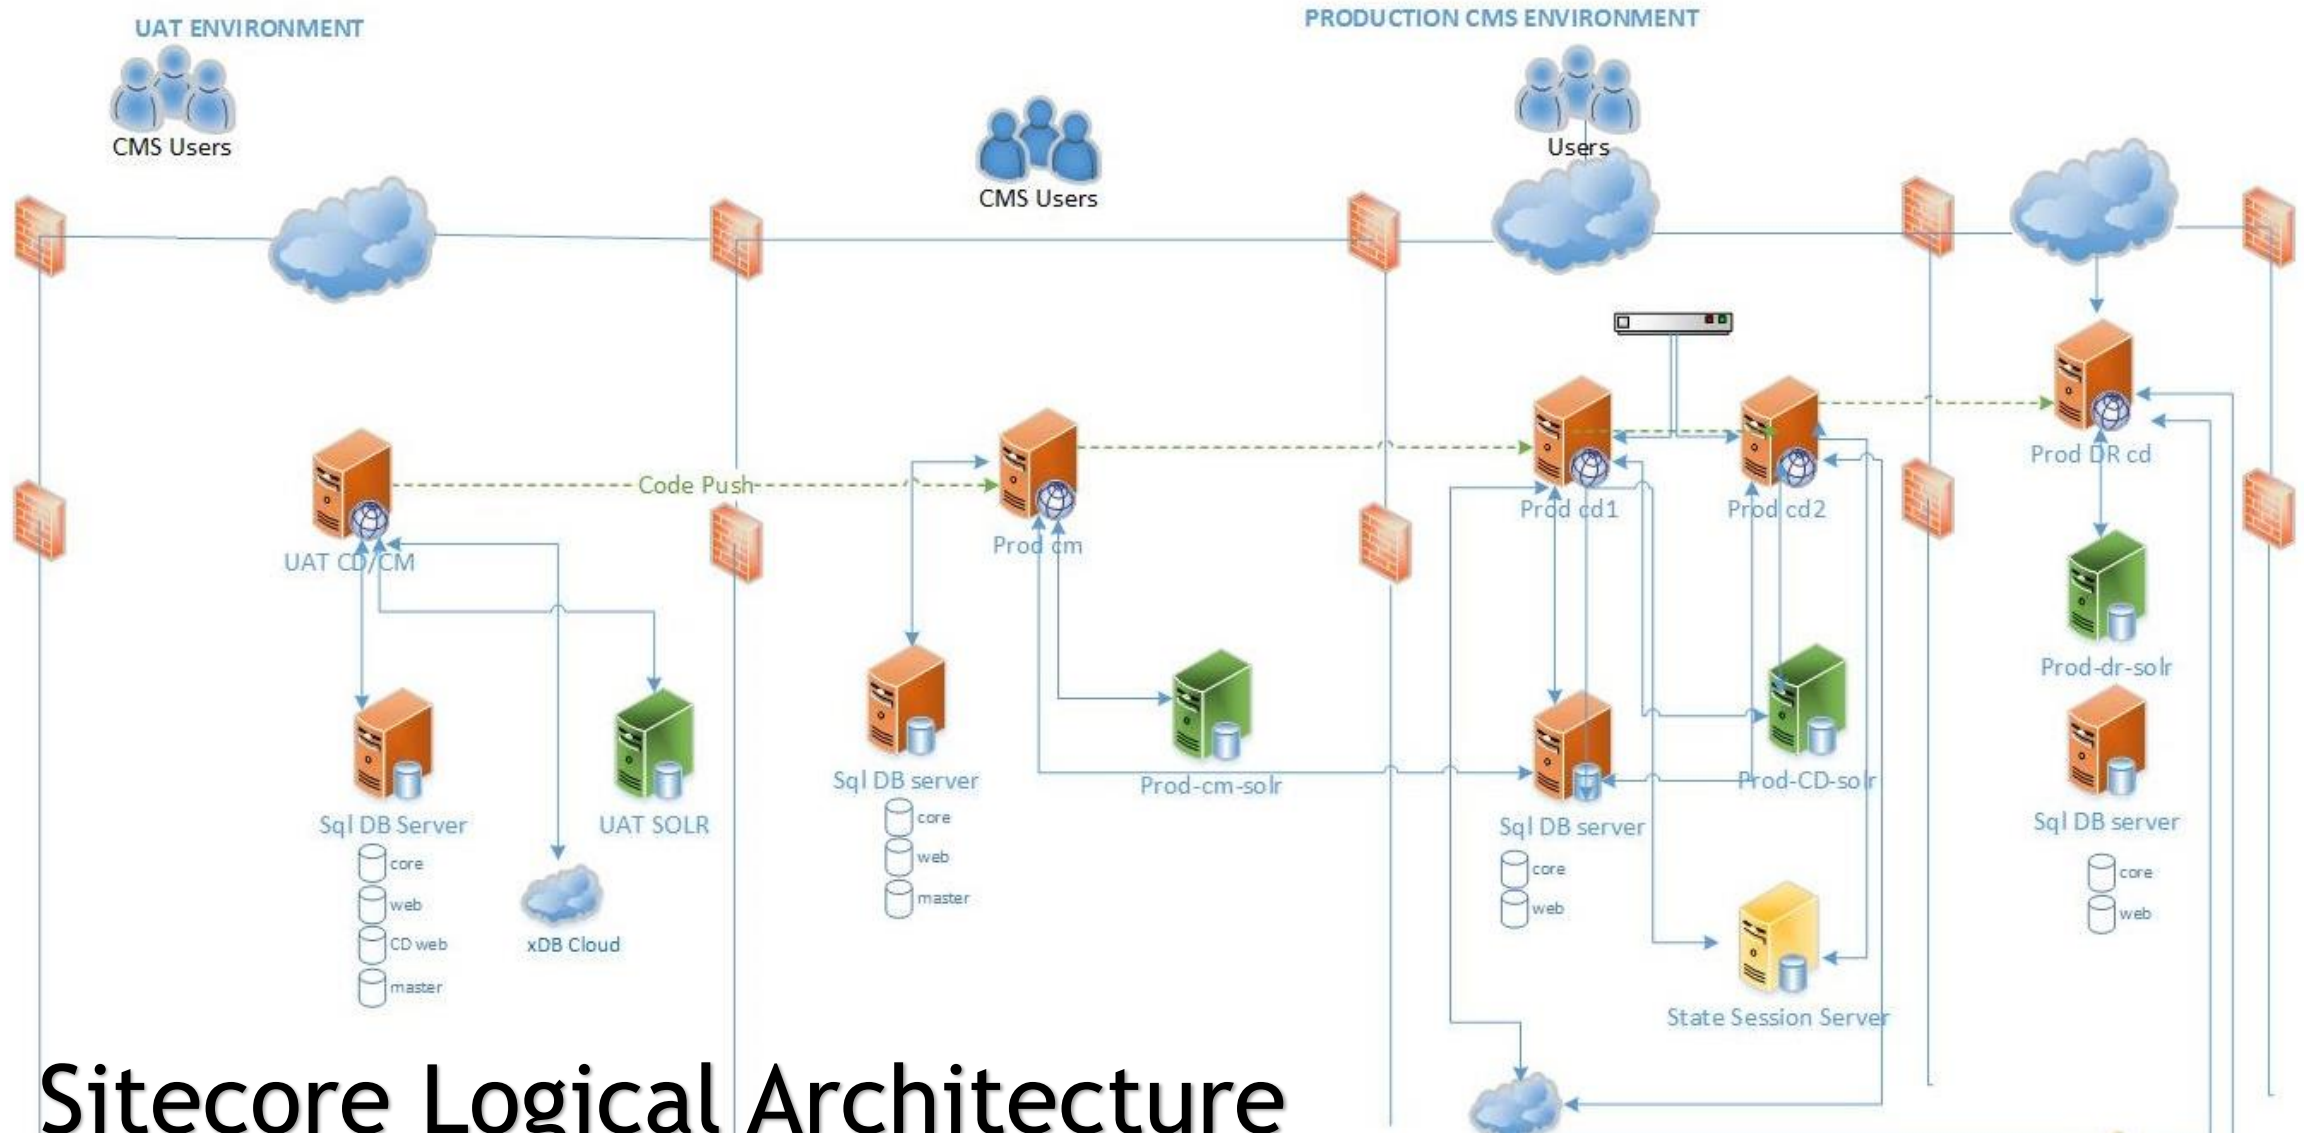 UAT ENVIRONMENT
PRODUCTION CMS ENVIRONMENT
CMS Users
CMS Users
Users
Code Push
UAT CD/CM
Prod cm
Prod cd1
Prod cd2
Prod DR cd
Sql DB Server
core
web
CD web
master
UAT SOLR
xDB Cloud
Sql DB server
core
web
master
Prod-cm-solr
Sql DB server
core
web
Prod-CD-solr
State Session Server
Prod-dr-solr
Sql DB server
core
web
Sitecore Logical Architecture